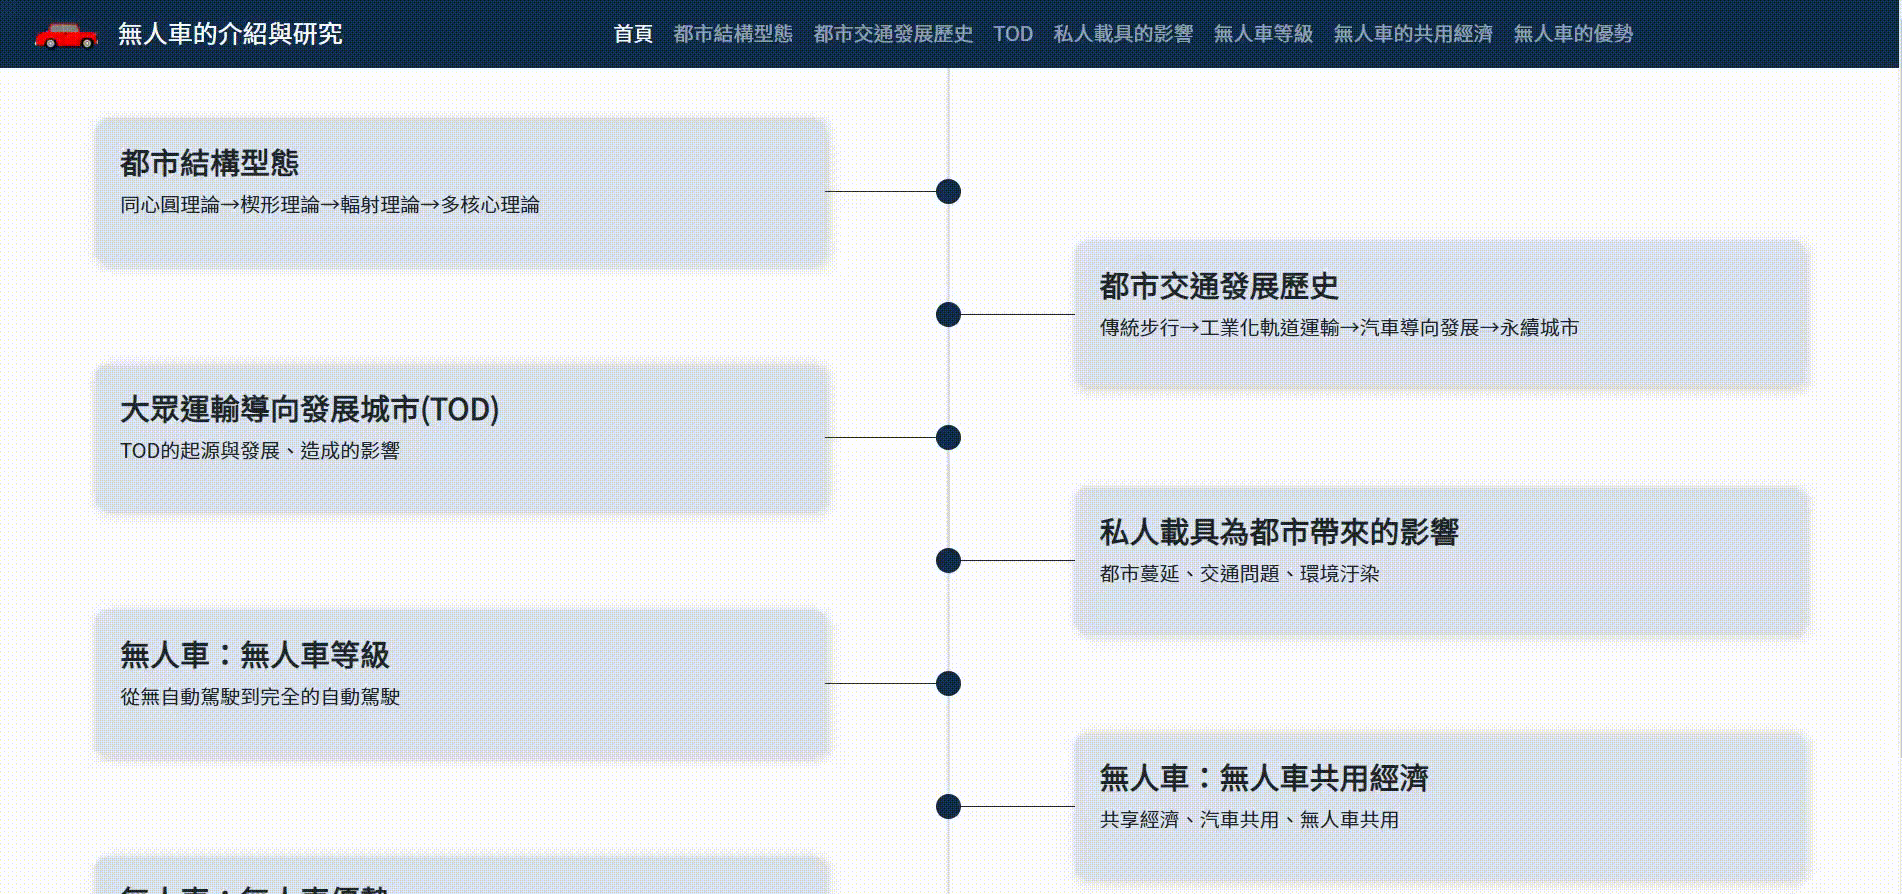 無人車的介紹與研究
首頁 都市結構型態 都市交通發展歷史 TOD 私人載具的影響 無人車等級 無人車的共用經濟 無人車的優勢
都市結構型態
同心圓理論→楔形理論→輻射理論→多核心理論
都市交通發展歷史
傳統步行→工業化軌道運輸→汽車導向發展→永續城市
大眾運輸導向發展城市(TOD)
TOD的起源與發展、造成的影響
私人載具為都市帶來的影響
都市蔓延、交通問題、環境汙染
無人車：無人車等級
從無自動駕駛到完全的自動駕駛
無人車：無人車共用經濟
共享經濟、汽車共用、無人車共用
無人車：無人車優勢